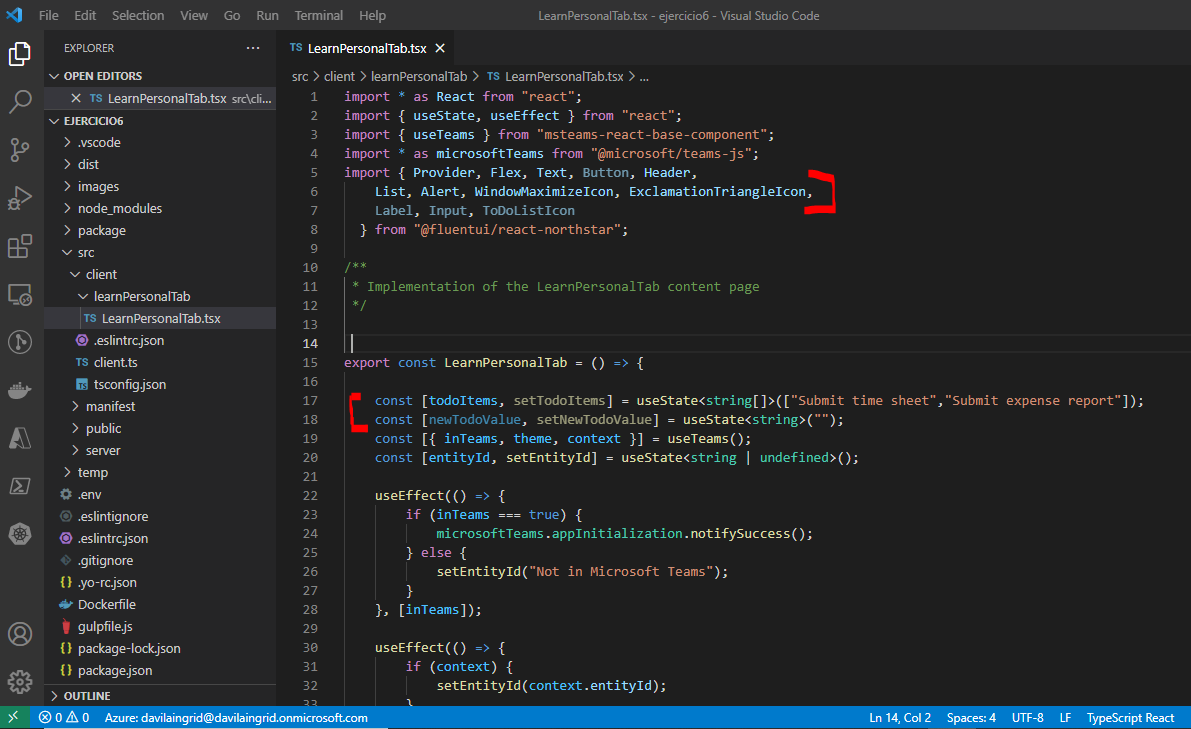 File Edit Selection View Go Run Terminal Help LearnPersonalTab.tsx - ejercicio6 - Visual Studio Code
EXPLORER ...
OPEN EDITORS
TS LearnPersonalTab.tsx src\cli...
EJERCICIO6
.vscode
dist
images
node_modules
package
src
client
learnPersonalTab
TS LearnPersonalTab.tsx
.eslintrc.json
TS client.ts
TS tsconfig.json
manifest
public
server
temp
.env
.eslintignore
.eslintrc.json
.gitignore
{} .yo-rc.json
Dockerfile
gulpfile.js
{} package-lock.json
{} package.json
OUTLINE
TS LearnPersonalTab.tsx
src > client > learnPersonalTab > TS LearnPersonalTab.tsx > ...
1 import * as React from "react";
2 import { useState, useEffect } from "react";
3 import { useTeams } from "msteams-react-base-component";
4 import * as microsoftTeams from "@microsoft/teams-js";
5 import { Provider, Flex, Text, Button, Header,
6 List, Alert, WindowMaximizeIcon, ExclamationTriangleIcon,
7 Label, Input, ToDoListIcon
8 } from "@fluentui/react-northstar";
9
10 /**
11 * Implementation of the LearnPersonalTab content page
12 */
13
14
15 export const LearnPersonalTab = () => {
16
17 const [todoItems, setTodoItems] = useState<string[]>(["Submit time sheet","Submit expense report"]);
18 const [newTodoValue, setNewTodoValue] = useState<string>("");
19 const [{ inTeams, theme, context }] = useTeams();
20 const [entityId, setEntityId] = useState<string | undefined>();
21
22 useEffect(() => {
23 if (inTeams === true) {
24 microsoftTeams.appInitialization.notifySuccess();
25 } else {
26 setEntityId("Not in Microsoft Teams");
27 }
28 }, [inTeams]);
29
30 useEffect(() => {
31 if (context) {
32 setEntityId(context.entityId);
33 }
0 0 Azure: davilaingrid@davilaingrid.onmicrosoft.com Ln 14, Col 2 Spaces: 4 UTF-8 LF TypeScript React